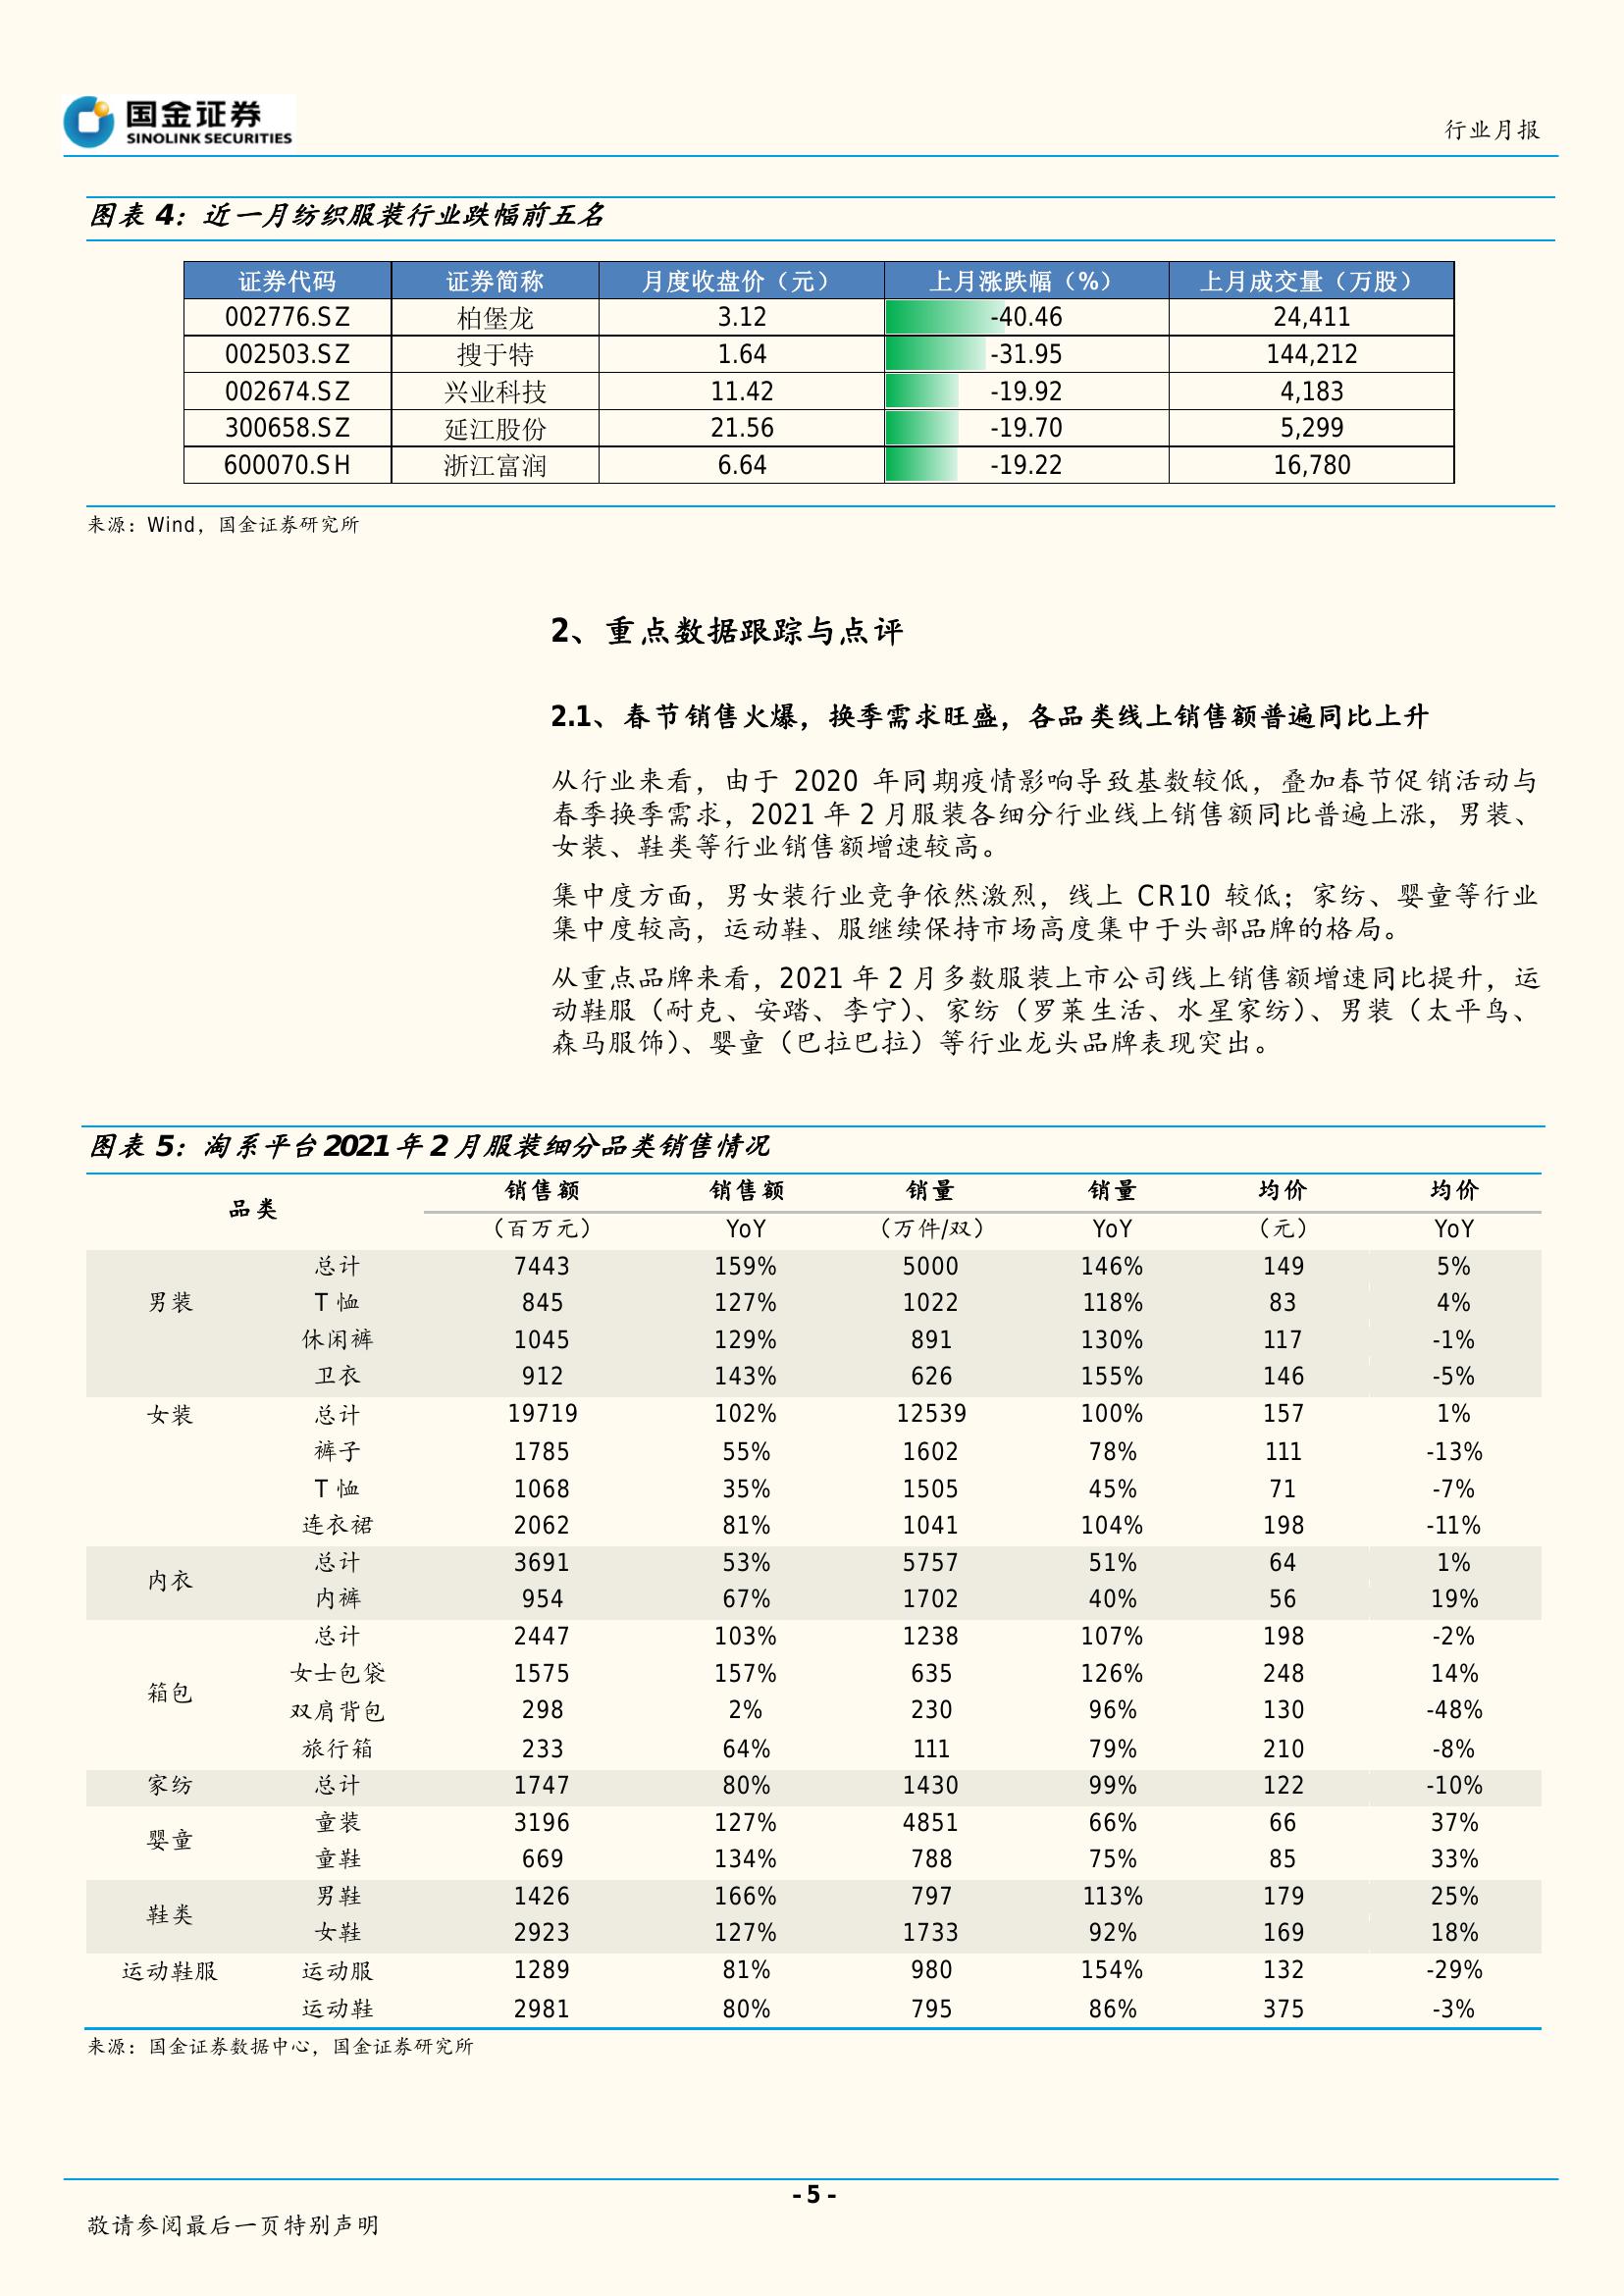 国金证券
SINOLINK SECURITIES
行业月报
图表 4：近一月纺织服装行业跌幅前五名
证券代码 证券简称 月度收盘价（元） 上月涨跌幅（%） 上月成交量（万股）
002776.SZ 柏堡龙 3.12 -40.46 24,411
002503.SZ 搜于特 1.64 -31.95 144,212
002674.SZ 兴业科技 11.42 -19.92 4,183
300658.SZ 延江股份 21.56 -19.70 5,299
600070.SH 浙江富润 6.64 -19.22 16,780
来源：Wind，国金证券研究所
2、重点数据跟踪与点评
2.1、春节销售火爆，换季需求旺盛，各品类线上销售额普遍同比上升
从行业来看，由于 2020 年同期疫情影响导致基数较低，叠加春节促销活动与
春季换季需求，2021 年 2 月服装各细分行业线上销售额同比普遍上涨，男装、
女装、鞋类等行业销售额增速较高。
集中度方面，男女装行业竞争依然激烈，线上 CR10 较低；家纺、婴童等行业
集中度较高，运动鞋、服继续保持市场高度集中于头部品牌的格局。
从重点品牌来看，2021 年 2 月多数服装上市公司线上销售额增速同比提升，运
动鞋服（耐克、安踏、李宁）、家纺（罗莱生活、水星家纺）、男装（太平鸟、
森马服饰）、婴童（巴拉巴拉）等行业龙头品牌表现突出。
图表 5：淘系平台 2021 年 2 月服装细分品类销售情况
品类 销售额 销售额 销量 销量 均价 均价
（百万元） YoY （万件/双） YoY （元） YoY
总计 7443 159% 5000 146% 149 5%
男装 T 恤 845 127% 1022 118% 83 4%
休闲裤 1045 129% 891 130% 117 -1%
卫衣 912 143% 626 155% 146 -5%
女装 总计 19719 102% 12539 100% 157 1%
裤子 1785 55% 1602 78% 111 -13%
T 恤 1068 35% 1505 45% 71 -7%
连衣裙 2062 81% 1041 104% 198 -11%
内衣 总计 3691 53% 5757 51% 64 1%
内裤 954 67% 1702 40% 56 19%
箱包 总计 2447 103% 1238 107% 198 -2%
女士包袋 1575 157% 635 126% 248 14%
双肩背包 298 2% 230 96% 130 -48%
旅行箱 233 64% 111 79% 210 -8%
家纺 总计 1747 80% 1430 99% 122 -10%
婴童 童装 3196 127% 4851 66% 66 37%
童鞋 669 134% 788 75% 85 33%
鞋类 男鞋 1426 166% 797 113% 179 25%
女鞋 2923 127% 1733 92% 169 18%
运动鞋服 运动服 1289 81% 980 154% 132 -29%
运动鞋 2981 80% 795 86% 375 -3%
来源：国金证券数据中心，国金证券研究所
- 5 -
敬请参阅最后一页特别声明